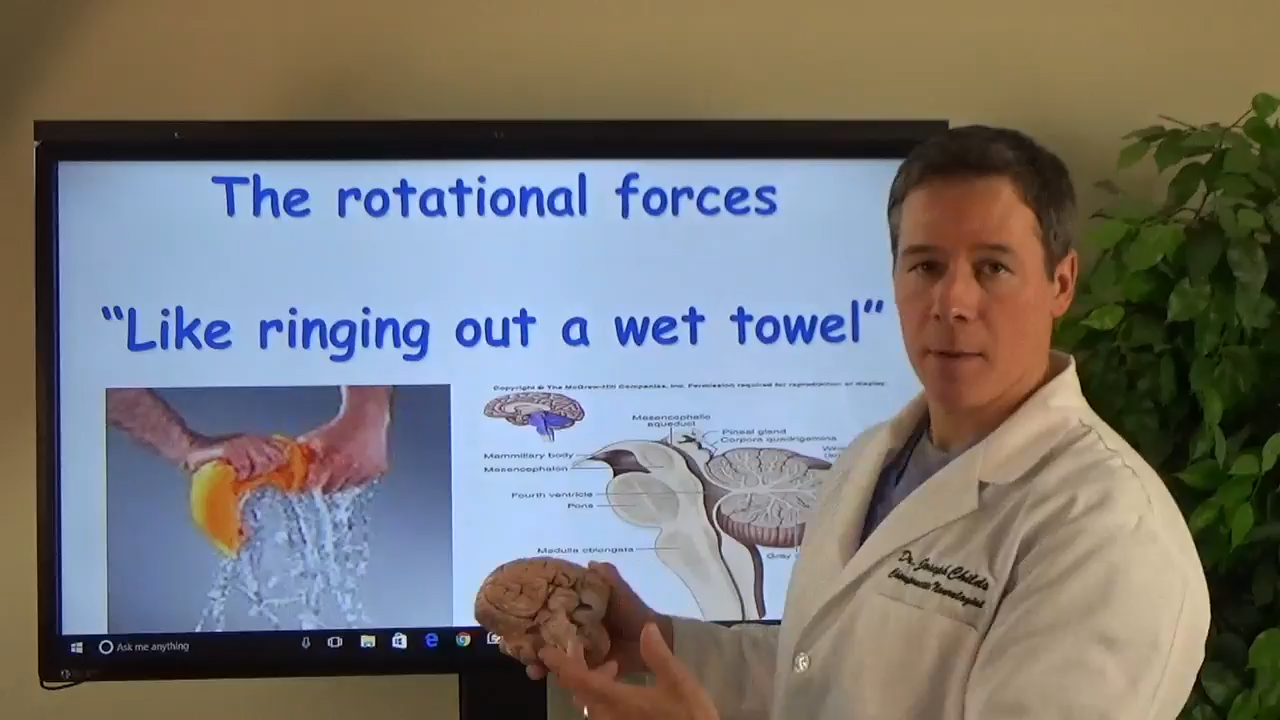 The rotational forces
“Like ringing out a wet towel”
Copyright © The McGraw-Hill Companies, Inc. Permission required for reproduction or display.
Mesencephalic
aqueduct
Pineal gland
Corpora quadrigemina
Mammillary body
Mesencephalon
Fourth ventricle
Pons
Medulla oblongata
Gray
Dr. Joseph Childs
Chiropractic Neurologist
Ask me anything